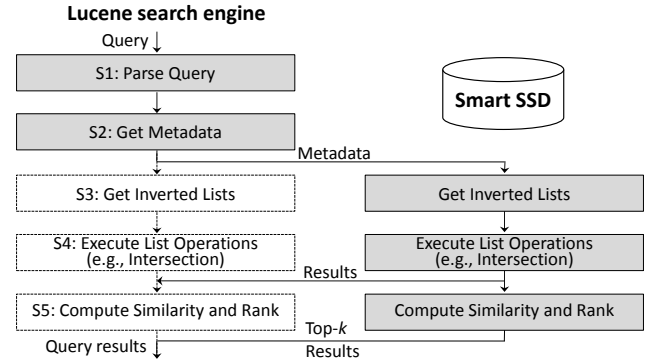 Lucene search engine
Query
S1: Parse Query
Smart SSD
S2: Get Metadata
Metadata
S3: Get Inverted Lists
Get Inverted Lists
S4: Execute List Operations
(e.g., Intersection)
Execute List Operations
(e.g., Intersection)
Results
S5: Compute Similarity and Rank
Compute Similarity and Rank
Top-k
Results
Query results